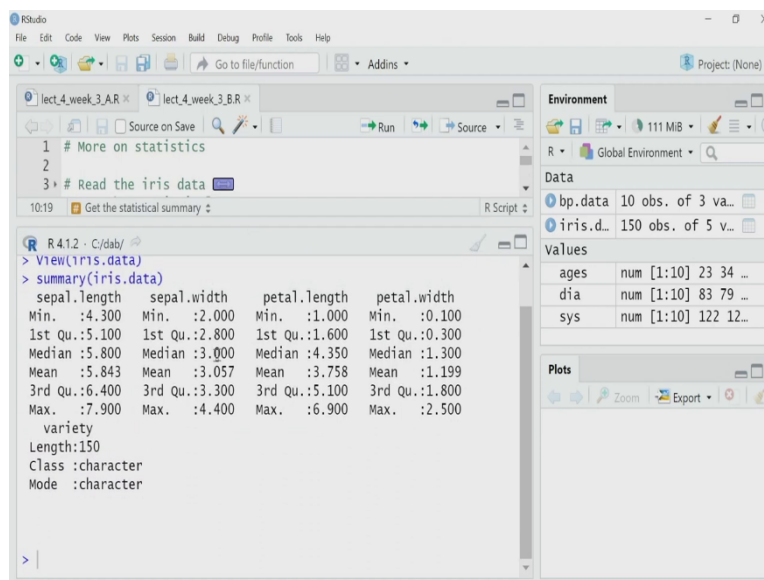 RStudio
File Edit Code View Plots Session Build Debug Profile Tools Help
Go to file/function
Addins
Project: (None)
lect_4_week_3_A.R
lect_4_week_3_B.R
Source on Save
Run
Source
1 # More on statistics
2
3 # Read the iris data
10:19 Get the statistical summary
R Script
R 4.1.2 · C:/dab/
> View(iris.data)
> summary(iris.data)
sepal.length sepal.width petal.length petal.width
Min. :4.300 Min. :2.000 Min. :1.000 Min. :0.100
1st Qu.:5.100 1st Qu.:2.800 1st Qu.:1.600 1st Qu.:0.300
Median :5.800 Median :3.000 Median :4.350 Median :1.300
Mean :5.843 Mean :3.057 Mean :3.758 Mean :1.199
3rd Qu.:6.400 3rd Qu.:3.300 3rd Qu.:5.100 3rd Qu.:1.800
Max. :7.900 Max. :4.400 Max. :6.900 Max. :2.500
variety
Length:150
Class :character
Mode :character
>
Environment
111 MiB
R Global Environment
Data
bp.data 10 obs. of 3 va…
iris.d… 150 obs. of 5 v…
Values
ages num [1:10] 23 34 …
dia num [1:10] 83 79 …
sys num [1:10] 122 12…
Plots
Zoom Export